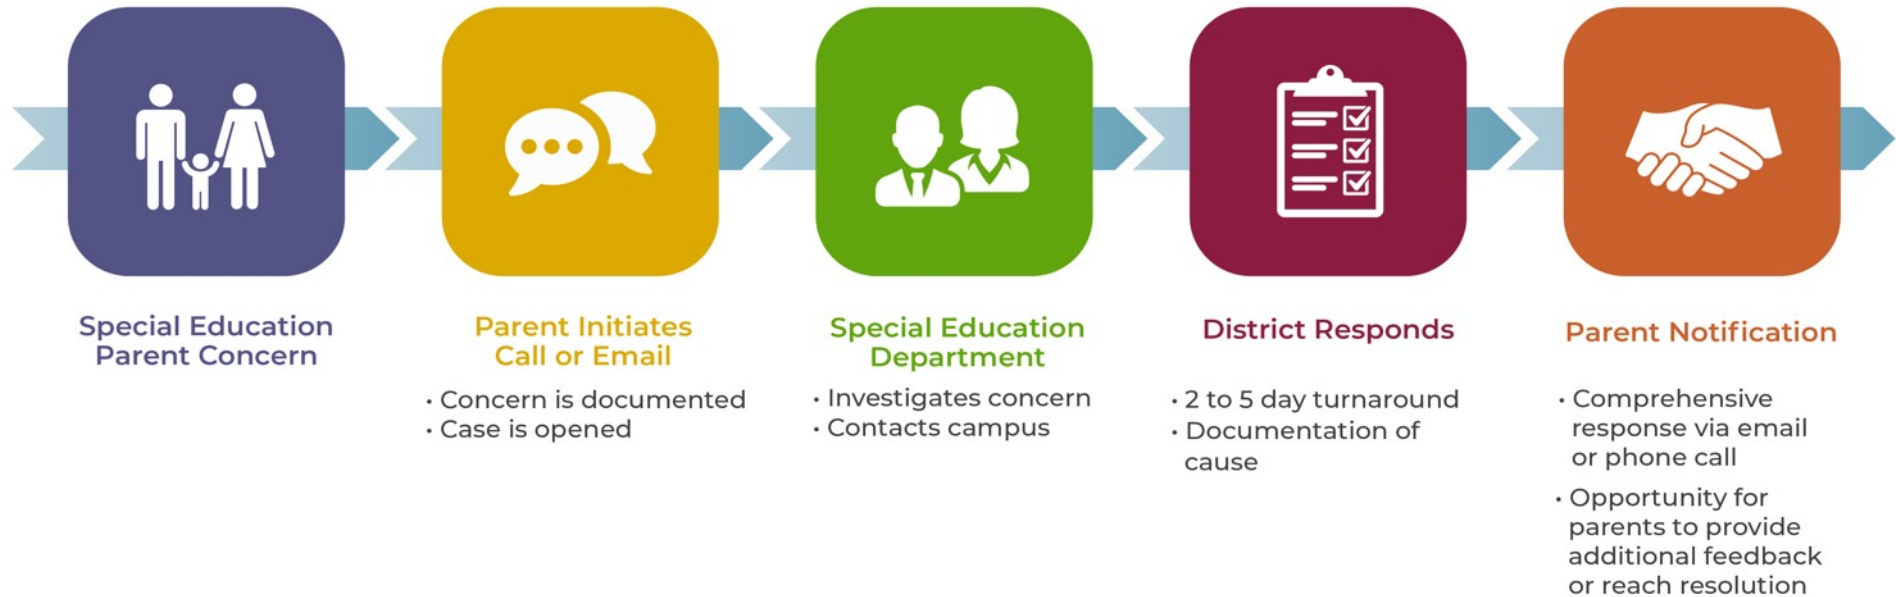 Special Education
Parent Concern
Parent Initiates
Call or Email
• Concern is documented
• Case is opened
Special Education
Department
• Investigates concern
• Contacts campus
District Responds
• 2 to 5 day turnaround
• Documentation of
cause
Parent Notification
• Comprehensive
response via email
or phone call
• Opportunity for
parents to provide
additional feedback
or reach resolution